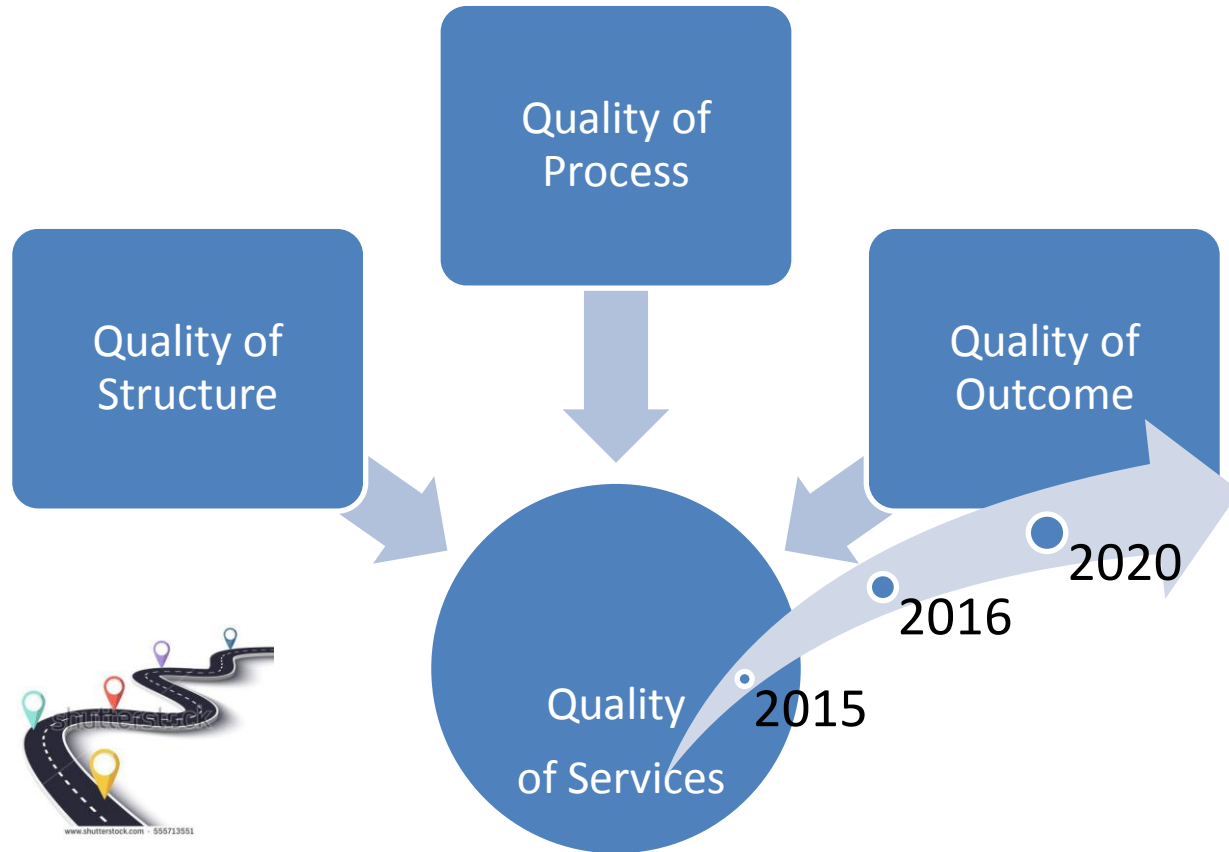 Quality of
Process
Quality of
Structure
Quality of
Outcome
2020
2016
2015
Quality
of Services
shutterstock
www.shutterstock.com · 555713551